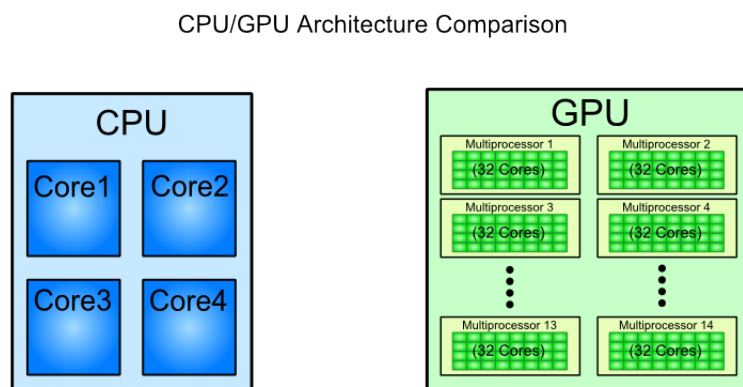 CPU/GPU Architecture Comparison
CPU
Core1
Core2
Core3
Core4
GPU
Multiprocessor 1
(32 Cores)
Multiprocessor 2
(32 Cores)
Multiprocessor 3
(32 Cores)
Multiprocessor 4
(32 Cores)
Multiprocessor 13
(32 Cores)
Multiprocessor 14
(32 Cores)